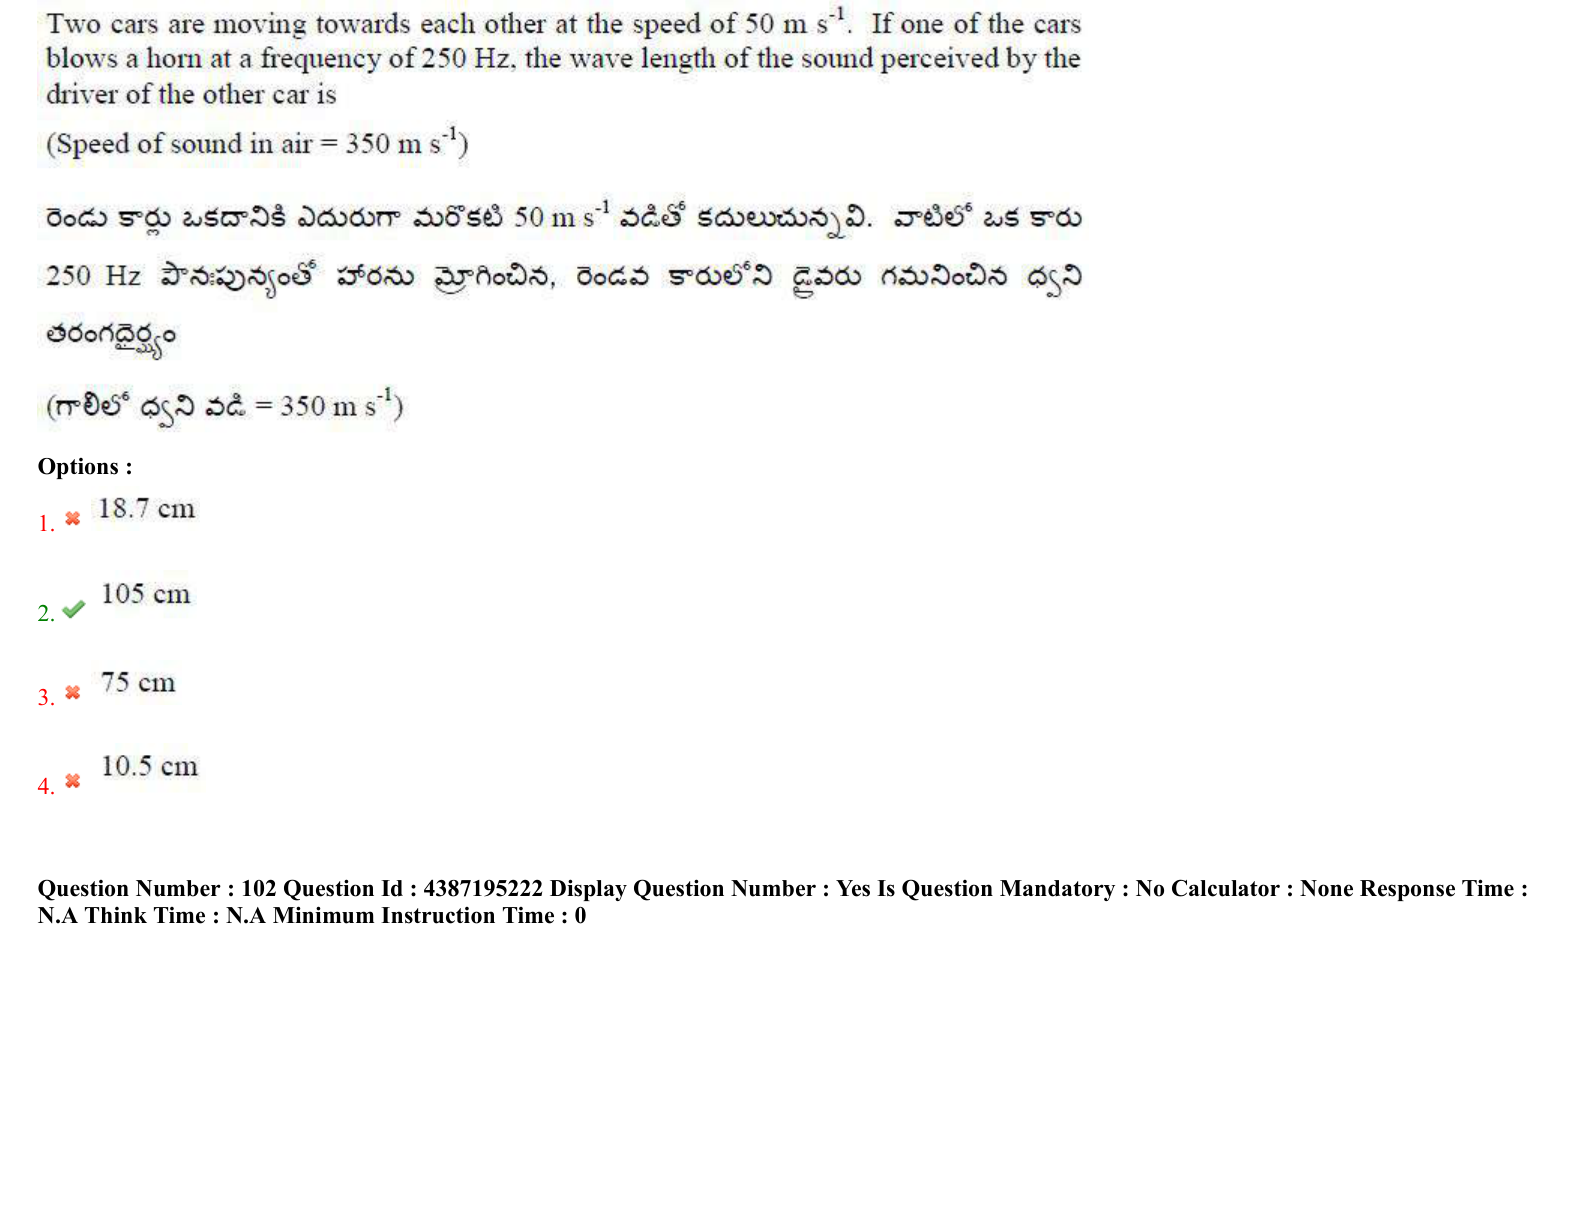 Two cars are moving towards each other at the speed of 50 m s⁻¹. If one of the cars
blows a horn at a frequency of 250 Hz, the wave length of the sound perceived by the
driver of the other car is
(Speed of sound in air = 350 m s⁻¹)
రెండు కార్లు ఒకదానికి ఎదురుగా మరొకటి 50 m s⁻¹ వడితో కదులుచున్నవి. వాటిలో ఒక కారు
250 Hz పౌనఃపున్యంతో హారను మ్రోగించిన, రెండవ కారులోని డ్రైవరు గమనించిన ధ్వని
తరంగదైర్ఘ్యం
(గాలిలో ధ్వని వడి = 350 m s⁻¹)
Options :
1. ✖ 18.7 cm
2. ✔ 105 cm
3. ✖ 75 cm
4. ✖ 10.5 cm
Question Number : 102 Question Id : 4387195222 Display Question Number : Yes Is Question Mandatory : No Calculator : None Response Time :
N.A Think Time : N.A Minimum Instruction Time : 0